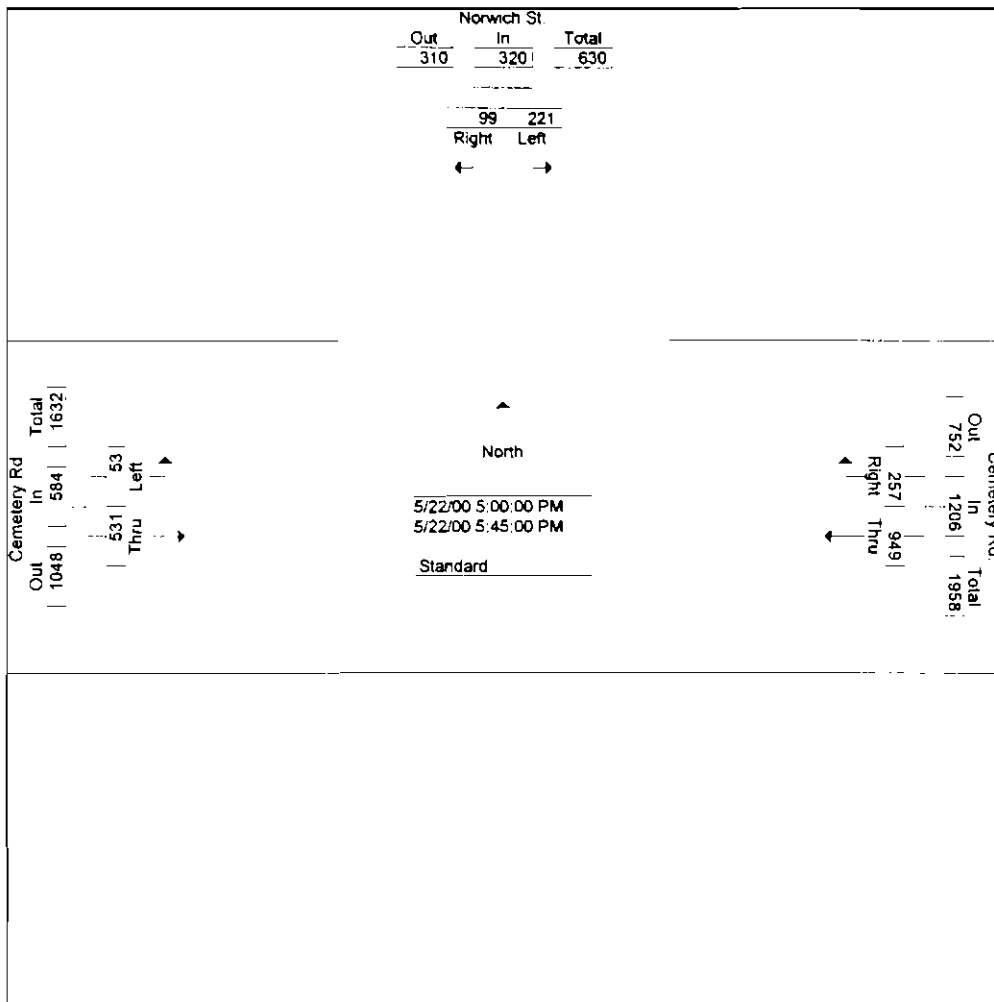 Norwich St.
Out In Total
310 320 630
99 221
Right Left
Cemetery Rd
Out In Total
1048 584 1632
531 53
Thru Left
North
5/22/00 5:00:00 PM
5/22/00 5:45:00 PM
Standard
Right Thru
257 949
Out In Total
752 1206 1958
Cemetery Rd.